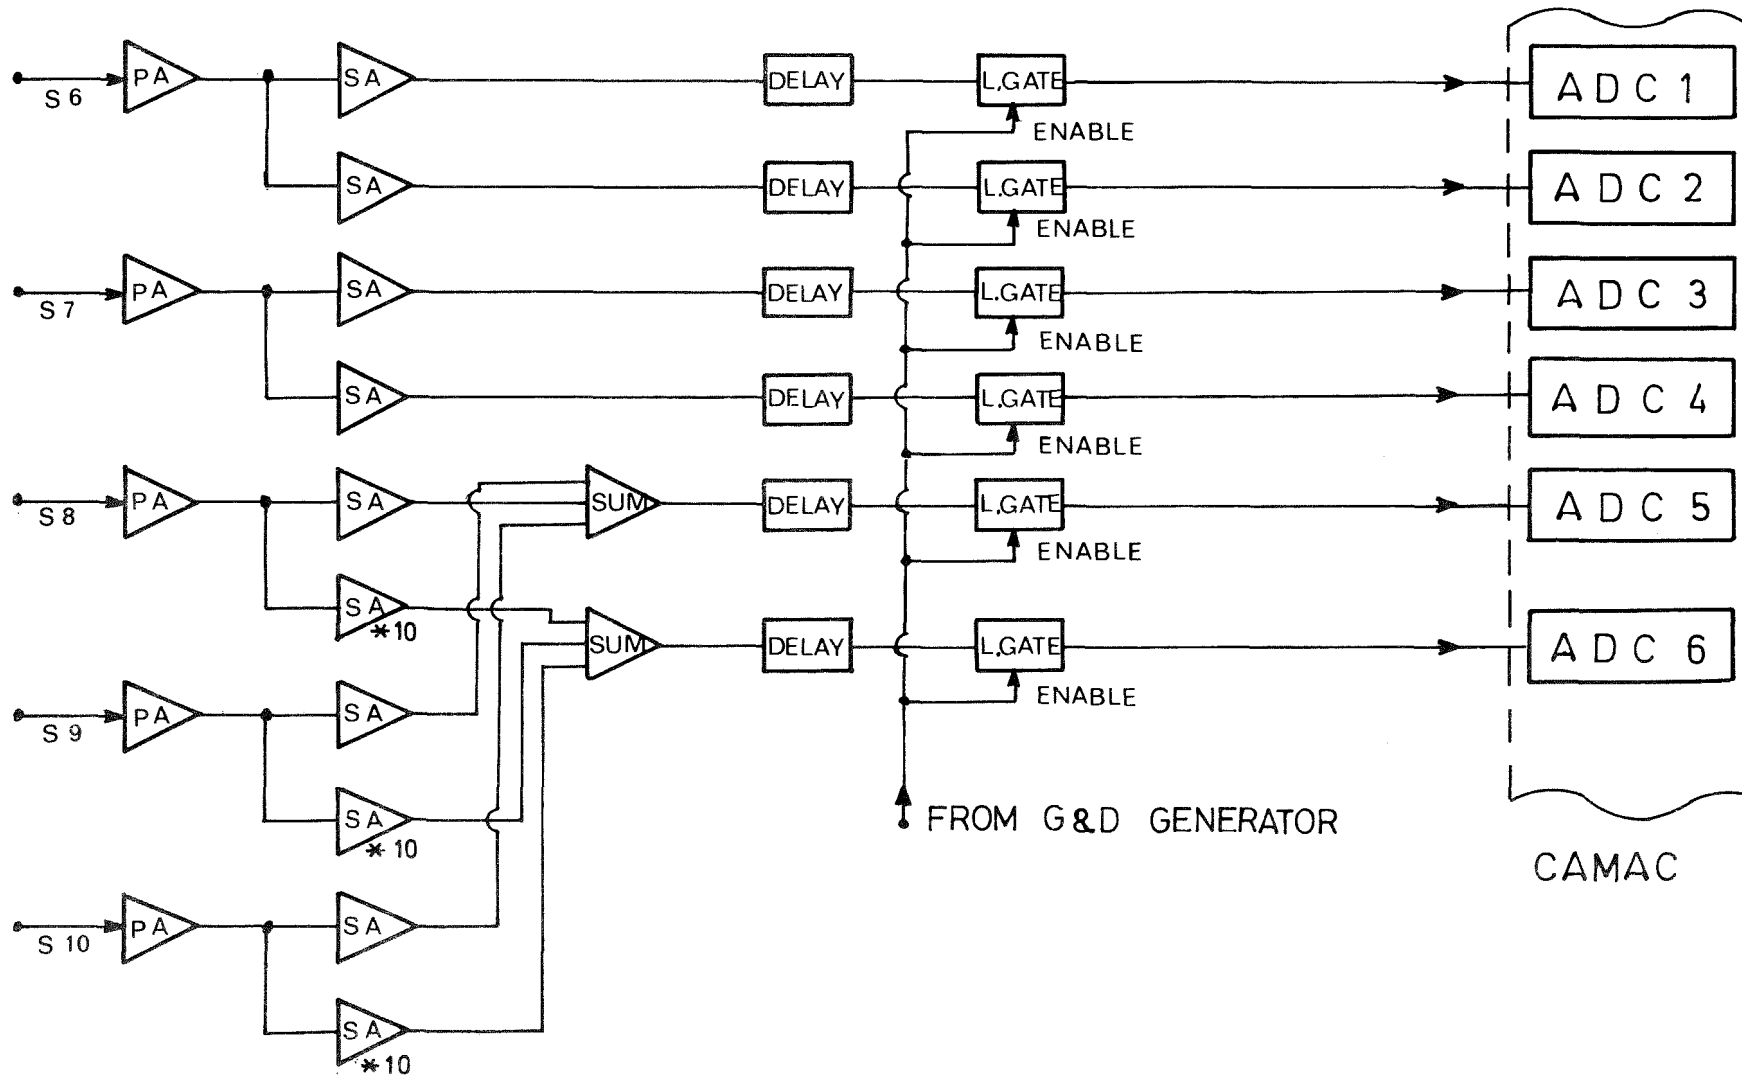 PA SA DELAY L.GATE ADC 1
S 6
ENABLE
SA DELAY L.GATE ADC 2
ENABLE
PA SA DELAY L.GATE ADC 3
S 7
ENABLE
SA DELAY L.GATE ADC 4
ENABLE
PA SA SUM DELAY L.GATE ADC 5
S 8
ENABLE
SA
*10
SUM DELAY L.GATE ADC 6
ENABLE
PA SA
S 9
SA
*10
FROM G&D GENERATOR
CAMAC
PA SA
S 10
SA
*10